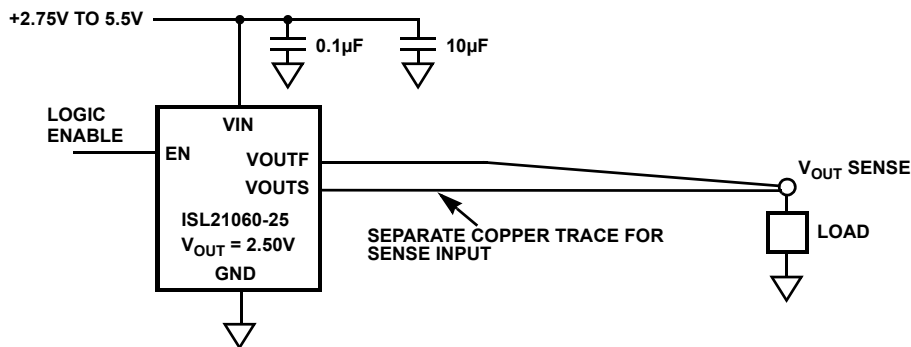 +2.75V TO 5.5V
0.1µF
10µF
LOGIC
ENABLE
VIN
EN
VOUTF
VOUTS
ISL21060-25
VOUT = 2.50V
GND
VOUT SENSE
SEPARATE COPPER TRACE FOR
SENSE INPUT
LOAD